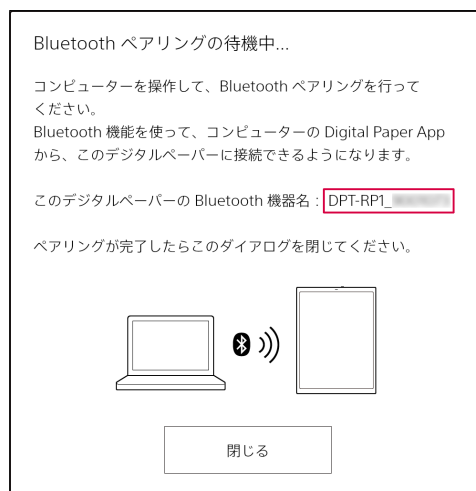 Bluetooth ペアリングの待機中...
コンピューターを操作して、Bluetooth ペアリングを行って
ください。
Bluetooth 機能を使って、コンピューターの Digital Paper App
から、このデジタルペーパーに接続できるようになります。
このデジタルペーパーの Bluetooth 機器名 : DPT-RP1_
ペアリングが完了したらこのダイアログを閉じてください。
閉じる